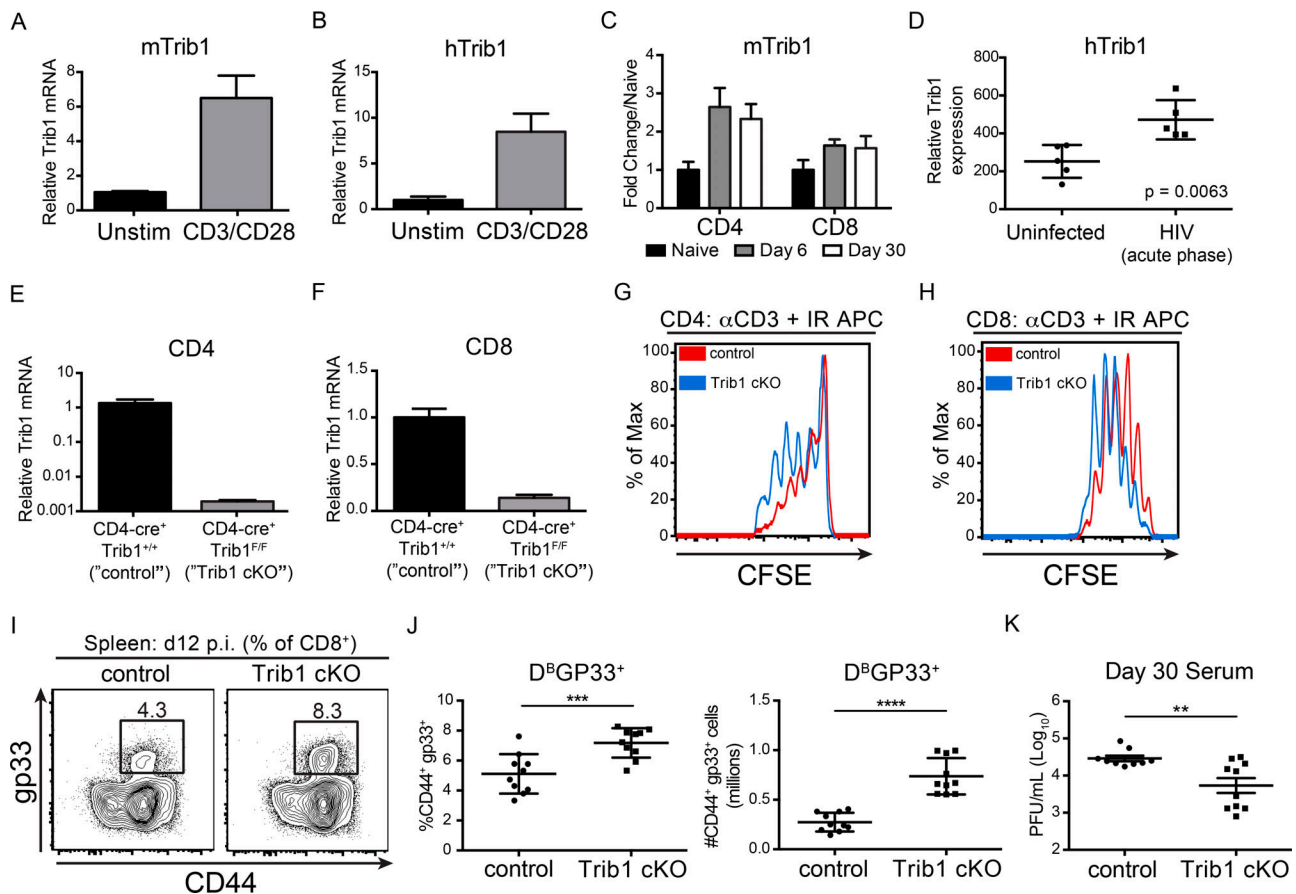 A
mTrib1
Relative Trib1 mRNA
8
6
4
2
0
Unstim CD3/CD28
B
hTrib1
Relative Trib1 mRNA
15
10
5
0
Unstim CD3/CD28
C
mTrib1
Fold Change/Naive
4
3
2
1
0
CD4 CD8
Naive Day 6 Day 30
D
hTrib1
Relative Trib1
expression
800
600
400
200
0
p = 0.0063
Uninfected HIV
(acute phase)
E
CD4
Relative Trib1 mRNA
10
1
0.1
0.01
0.001
CD4-cre⁺ CD4-cre⁺
Trib1⁺/⁺ Trib1ᶠ/ᶠ
("control") ("Trib1 cKO")
F
CD8
Relative Trib1 mRNA
1.5
1.0
0.5
0.0
CD4-cre⁺ CD4-cre⁺
Trib1⁺/⁺ Trib1ᶠ/ᶠ
("control") ("Trib1 cKO")
G
CD4: αCD3 + IR APC
control
Trib1 cKO
% of Max
100
80
60
40
20
0
CFSE
H
CD8: αCD3 + IR APC
control
Trib1 cKO
% of Max
100
80
60
40
20
0
CFSE
I
Spleen: d12 p.i. (% of CD8⁺)
control Trib1 cKO
4.3 8.3
gp33
CD44
J
DᴮGP33⁺
%CD44⁺ gp33⁺
10
8
6
4
2
0
***
control Trib1 cKO
DᴮGP33⁺
#CD44⁺ gp33⁺ cells
(millions)
1.5
1.0
0.5
0.0
****
control Trib1 cKO
K
Day 30 Serum
PFU/mL (Log₁₀)
6
5
4
3
2
**
control Trib1 cKO